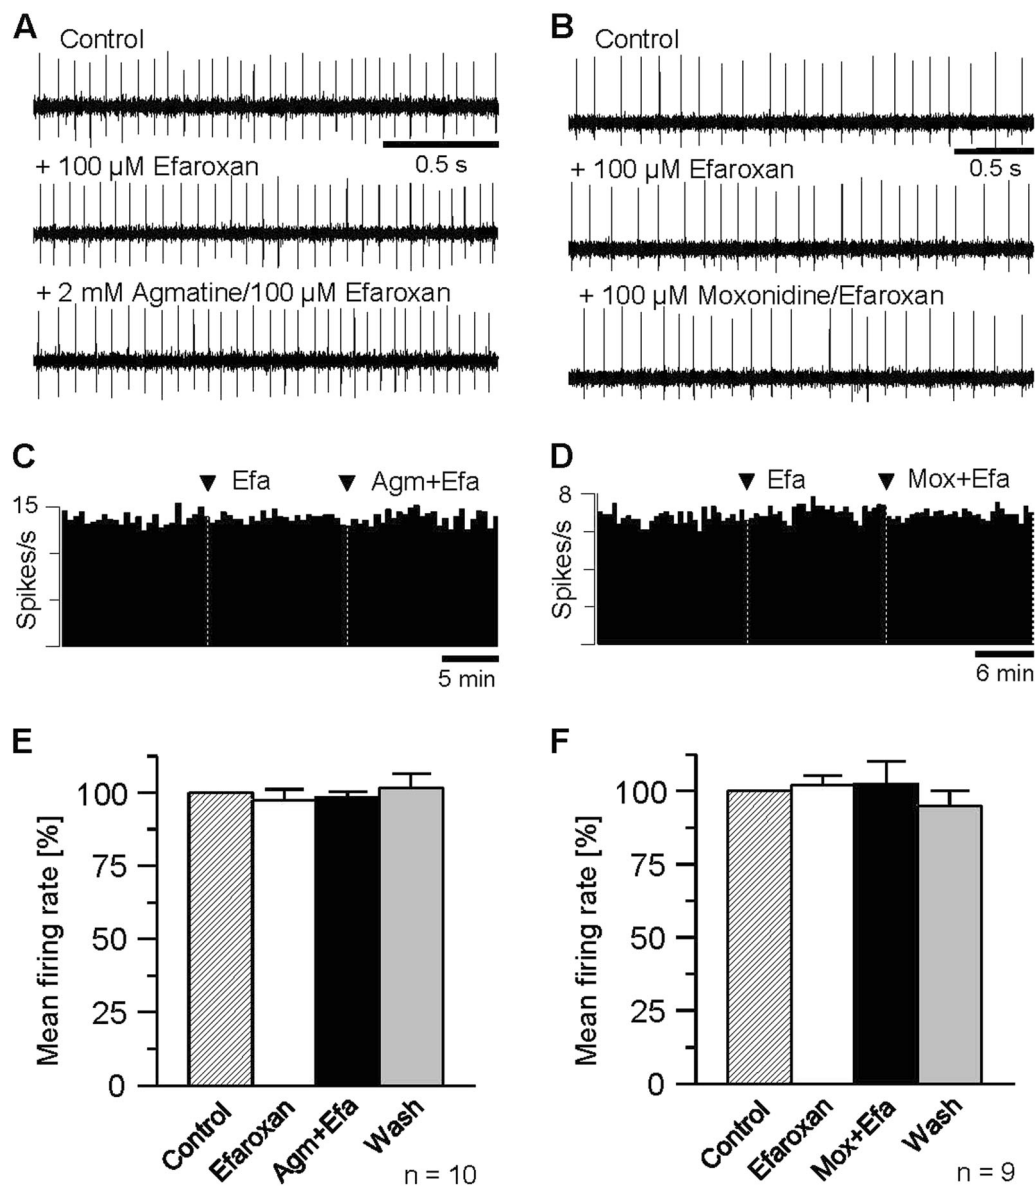 A
Control
0.5 s
+ 100 µM Efaroxan
+ 2 mM Agmatine/100 µM Efaroxan
B
Control
0.5 s
+ 100 µM Efaroxan
+ 100 µM Moxonidine/Efaroxan
C
Efa
Agm+Efa
15
Spikes/s
5 min
D
Efa
Mox+Efa
8
Spikes/s
6 min
E
Mean firing rate [%]
100
75
50
25
0
Control
Efaroxan
Agm+Efa
Wash
n = 10
F
Mean firing rate [%]
100
75
50
25
0
Control
Efaroxan
Mox+Efa
Wash
n = 9